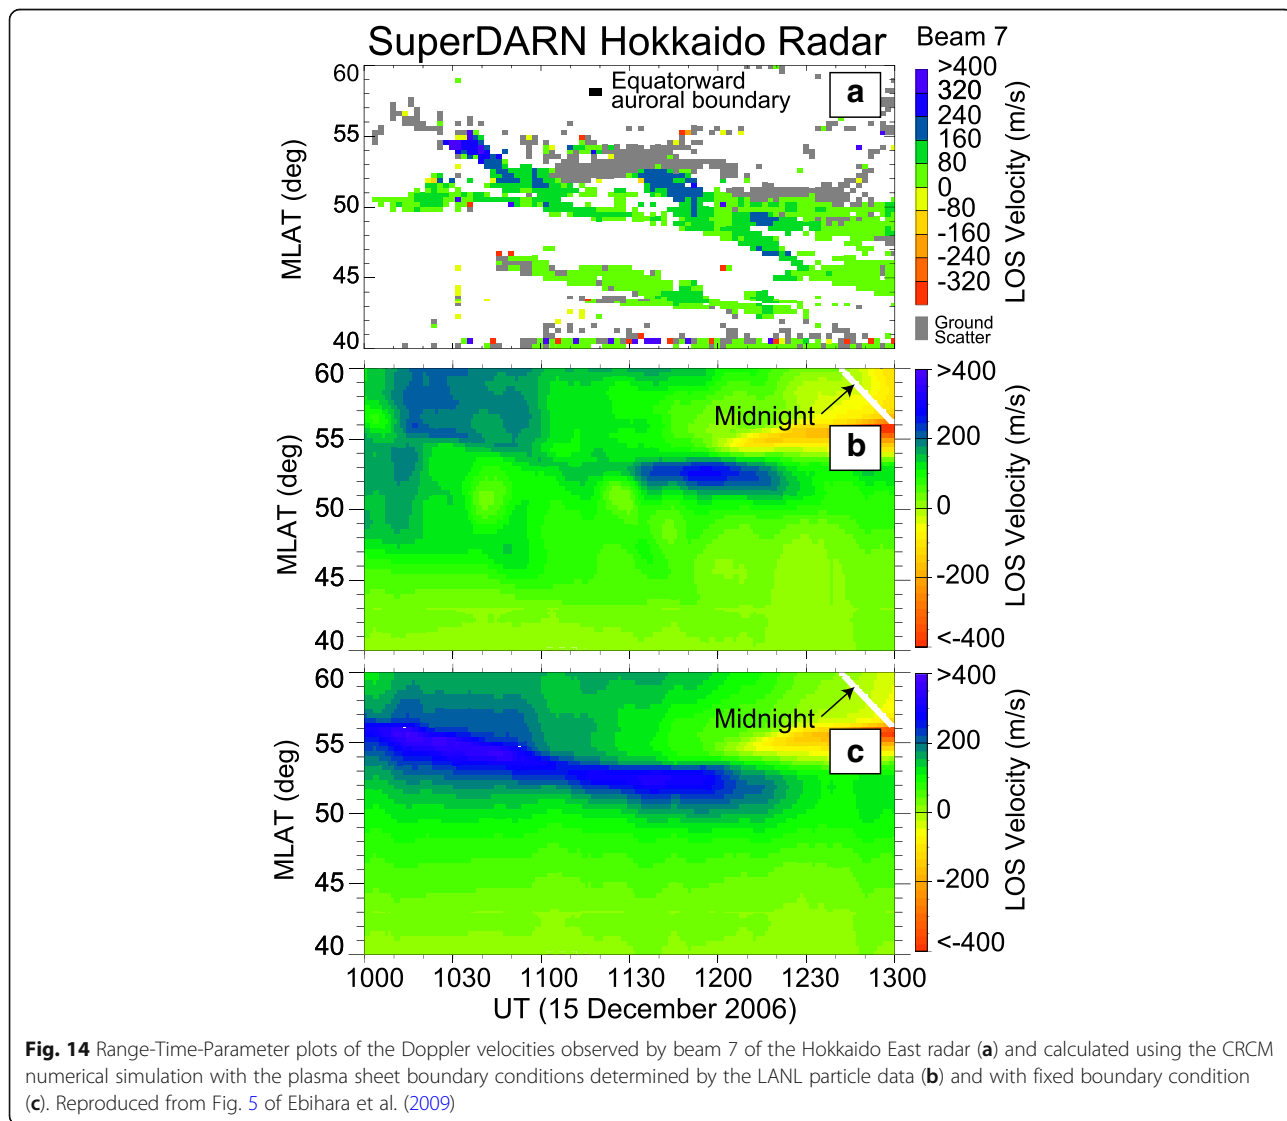 SuperDARN Hokkaido Radar
Beam 7
Equatorward
auroral boundary
a
60
55
50
45
40
MLAT (deg)
>400
320
240
160
80
0
-80
-160
-240
-320
LOS Velocity (m/s)
Ground
Scatter
60
55
50
45
40
MLAT (deg)
Midnight
b
>400
200
0
-200
<-400
LOS Velocity (m/s)
60
55
50
45
40
MLAT (deg)
Midnight
c
>400
200
0
-200
<-400
LOS Velocity (m/s)
1000 1030 1100 1130 1200 1230 1300
UT (15 December 2006)
Fig. 14 Range-Time-Parameter plots of the Doppler velocities observed by beam 7 of the Hokkaido East radar (a) and calculated using the CRCM
numerical simulation with the plasma sheet boundary conditions determined by the LANL particle data (b) and with fixed boundary condition
(c). Reproduced from Fig. 5 of Ebihara et al. (2009)